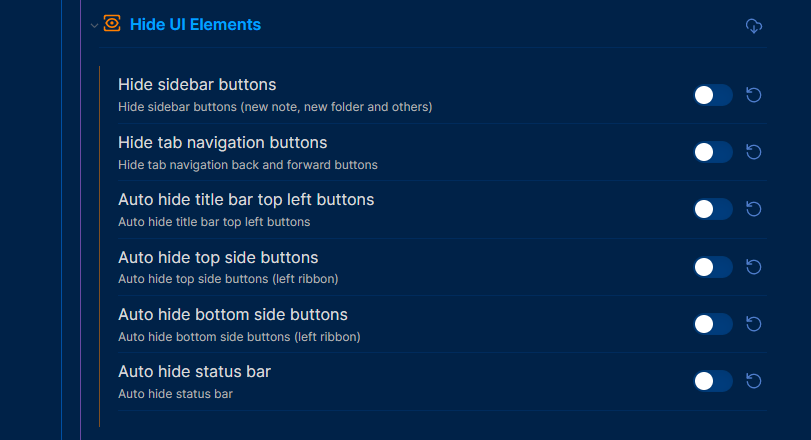 Hide UI Elements
Hide sidebar buttons
Hide sidebar buttons (new note, new folder and others)
Hide tab navigation buttons
Hide tab navigation back and forward buttons
Auto hide title bar top left buttons
Auto hide title bar top left buttons
Auto hide top side buttons
Auto hide top side buttons (left ribbon)
Auto hide bottom side buttons
Auto hide bottom side buttons (left ribbon)
Auto hide status bar
Auto hide status bar